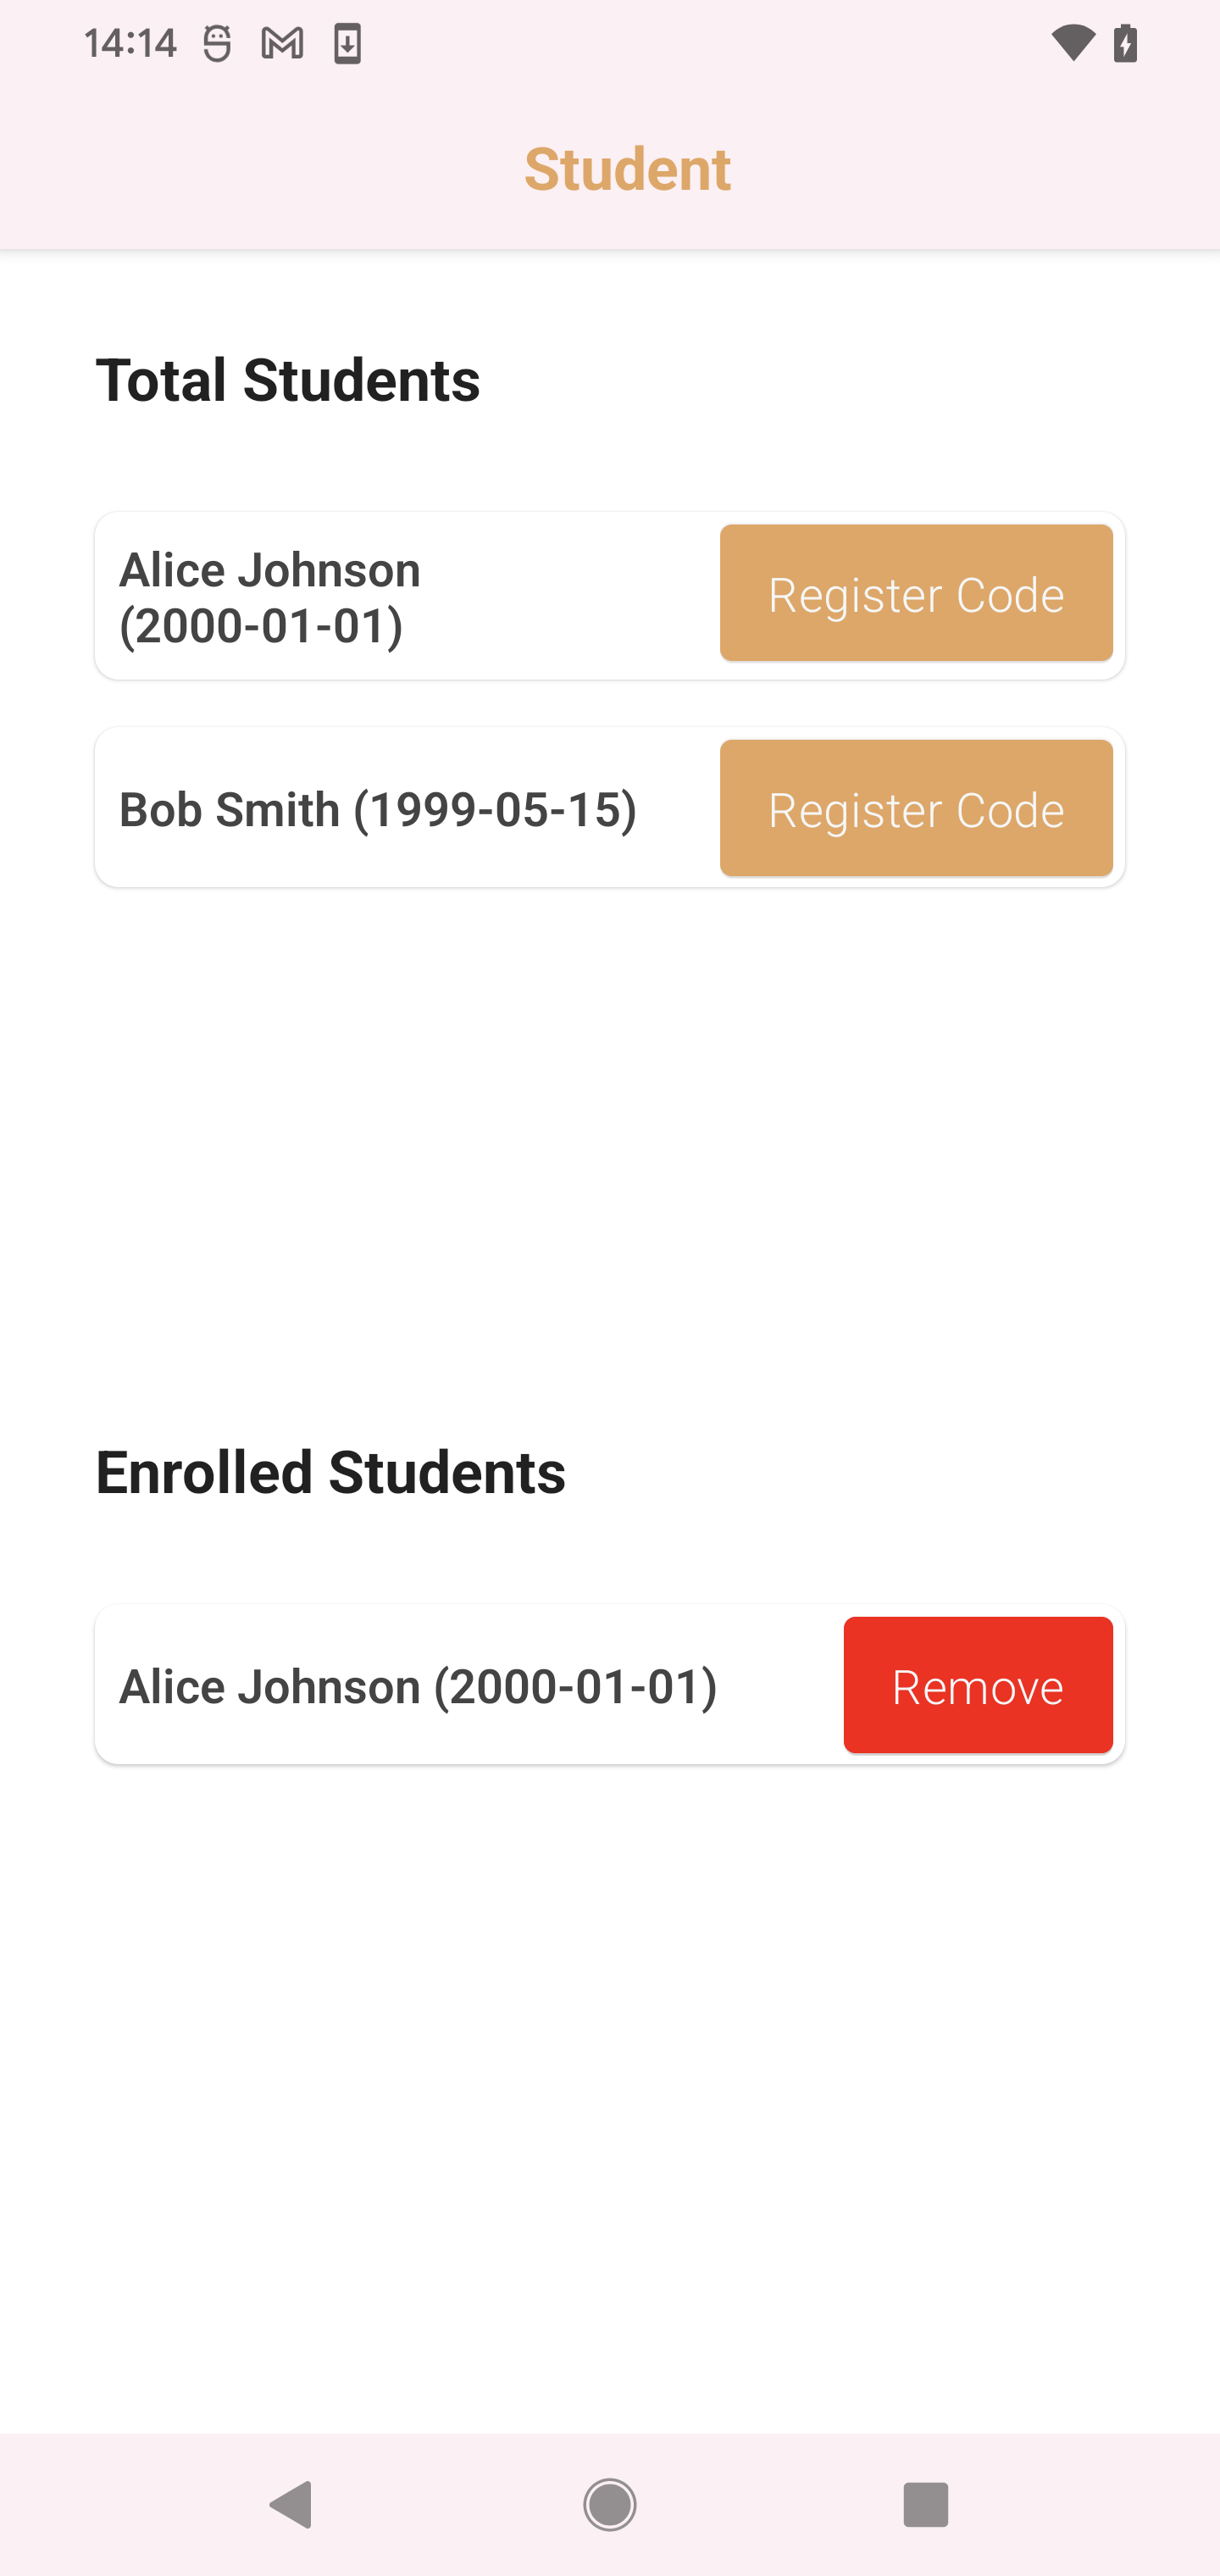 14:14
Student
Total Students
Alice Johnson
(2000-01-01)
Register Code
Bob Smith (1999-05-15)
Register Code
Enrolled Students
Alice Johnson (2000-01-01)
Remove